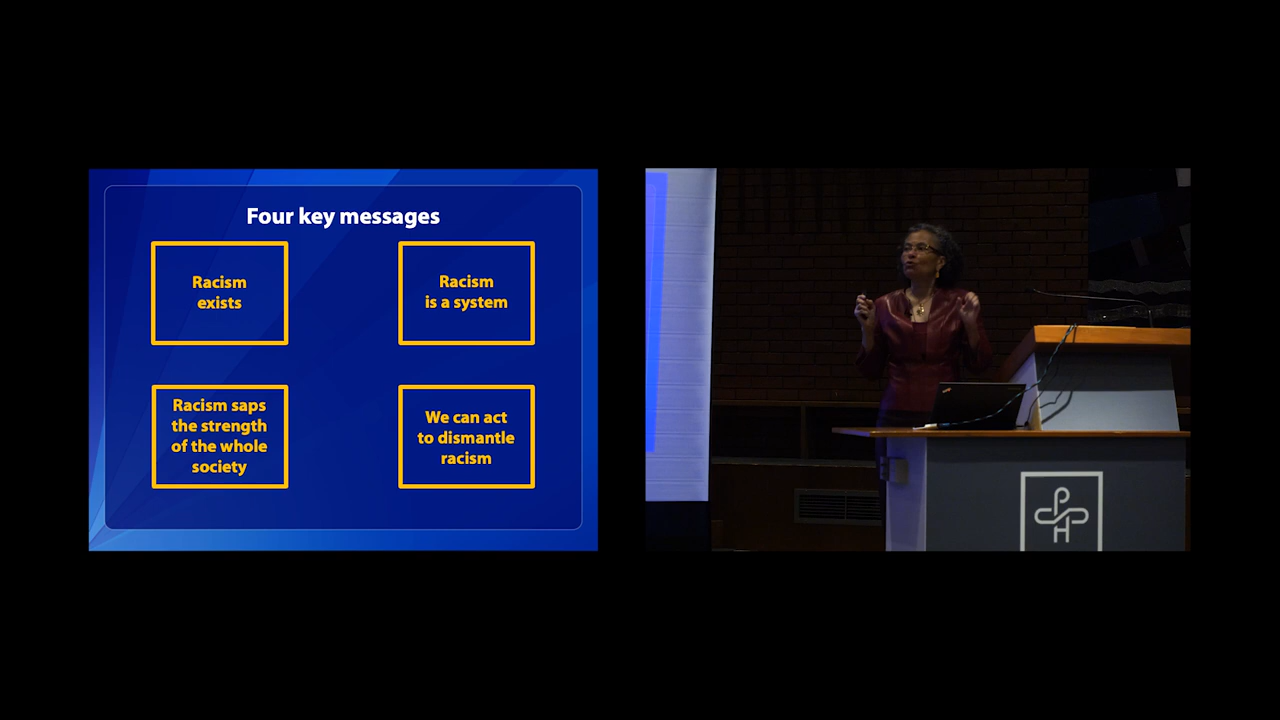 Four key messages
Racism
exists
Racism
is a system
Racism saps
the strength
of the whole
society
We can act
to dismantle
racism
P
H